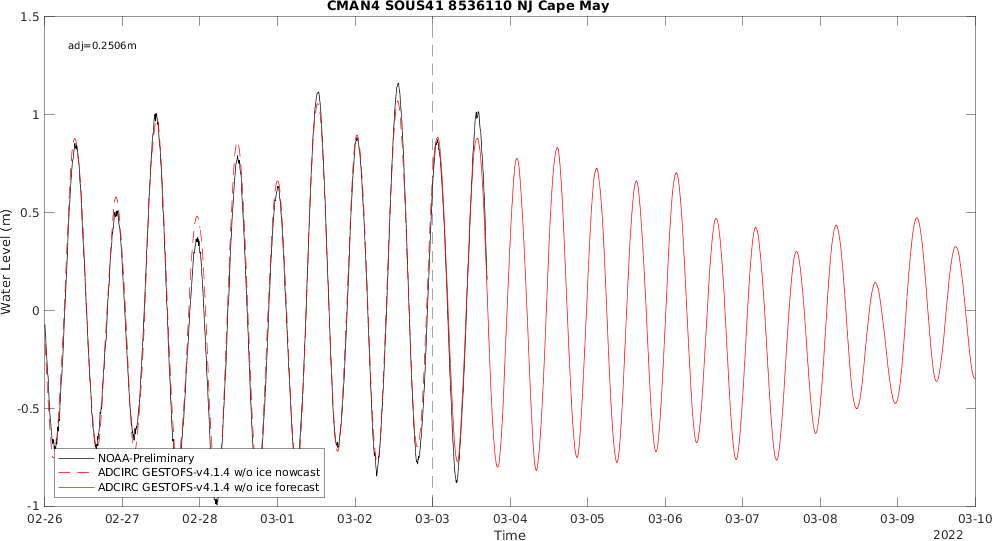 CMAN4 SOUS41 8536110 NJ Cape May
adj=0.2506m
1.5
1
0.5
0
-0.5
-1
Water Level (m)
NOAA-Preliminary
ADCIRC GESTOFS-v4.1.4 w/o ice nowcast
ADCIRC GESTOFS-v4.1.4 w/o ice forecast
02-26 02-27 02-28 03-01 03-02 03-03 03-04 03-05 03-06 03-07 03-08 03-09 03-10
Time
2022